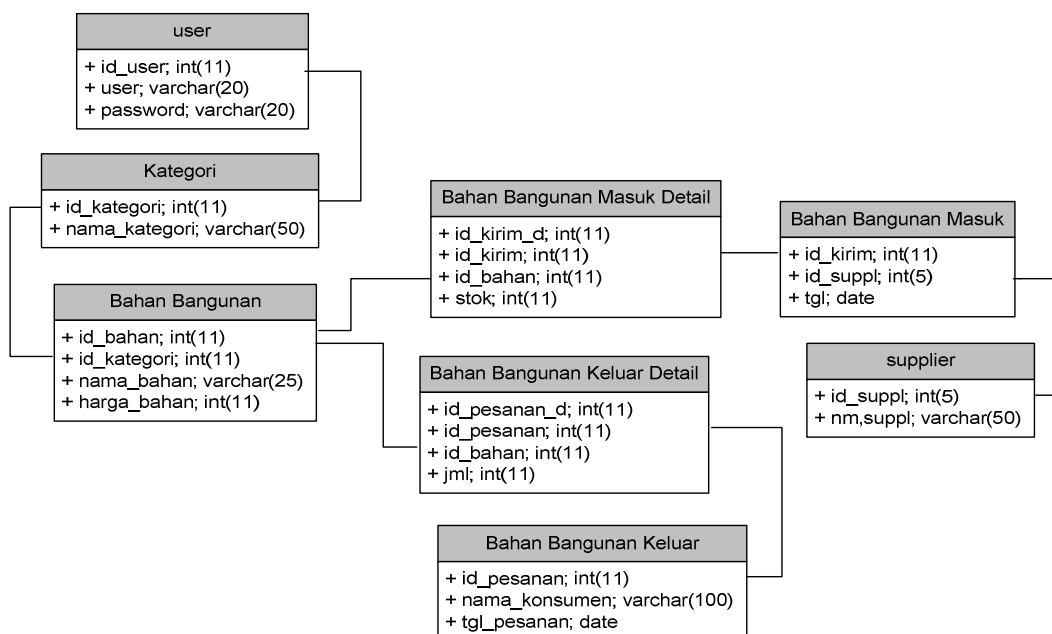 user
+ id_user; int(11)
+ user; varchar(20)
+ password; varchar(20)
Kategori
+ id_kategori; int(11)
+ nama_kategori; varchar(50)
Bahan Bangunan
+ id_bahan; int(11)
+ id_kategori; int(11)
+ nama_bahan; varchar(25)
+ harga_bahan; int(11)
Bahan Bangunan Masuk Detail
+ id_kirim_d; int(11)
+ id_kirim; int(11)
+ id_bahan; int(11)
+ stok; int(11)
Bahan Bangunan Masuk
+ id_kirim; int(11)
+ id_suppl; int(5)
+ tgl; date
supplier
+ id_suppl; int(5)
+ nm,suppl; varchar(50)
Bahan Bangunan Keluar Detail
+ id_pesanan_d; int(11)
+ id_pesanan; int(11)
+ id_bahan; int(11)
+ jml; int(11)
Bahan Bangunan Keluar
+ id_pesanan; int(11)
+ nama_konsumen; varchar(100)
+ tgl_pesanan; date